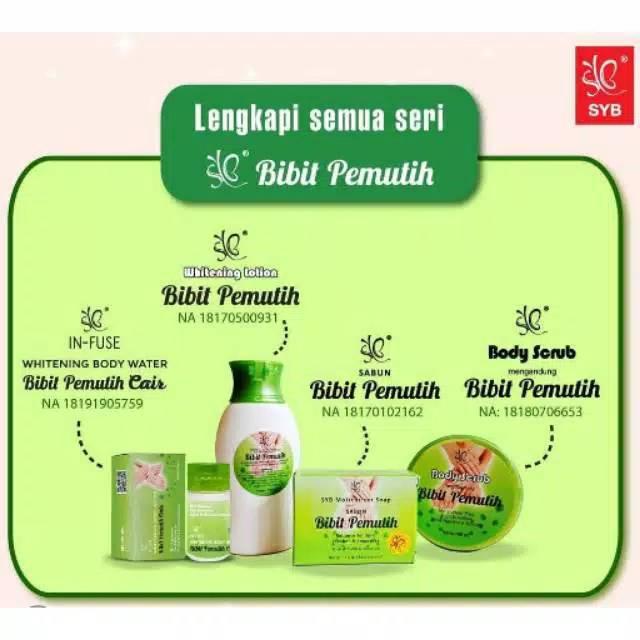 SYB
Lengkapi semua seri
Bibit Pemutih
Whitening Lotion
Bibit Pemutih
NA 18170500931
IN-FUSE
WHITENING BODY WATER
Bibit Pemutih Cair
NA 18191905759
SABUN
Bibit Pemutih
NA 18170102162
Body Scrub
mengandung
Bibit Pemutih
NA: 18180706653
Bibit Pemutih
Bibit Pemutih
SYB Moisturizer Soap
Sabun
Bibit Pemutih
Body Scrub
Bibit Pemutih